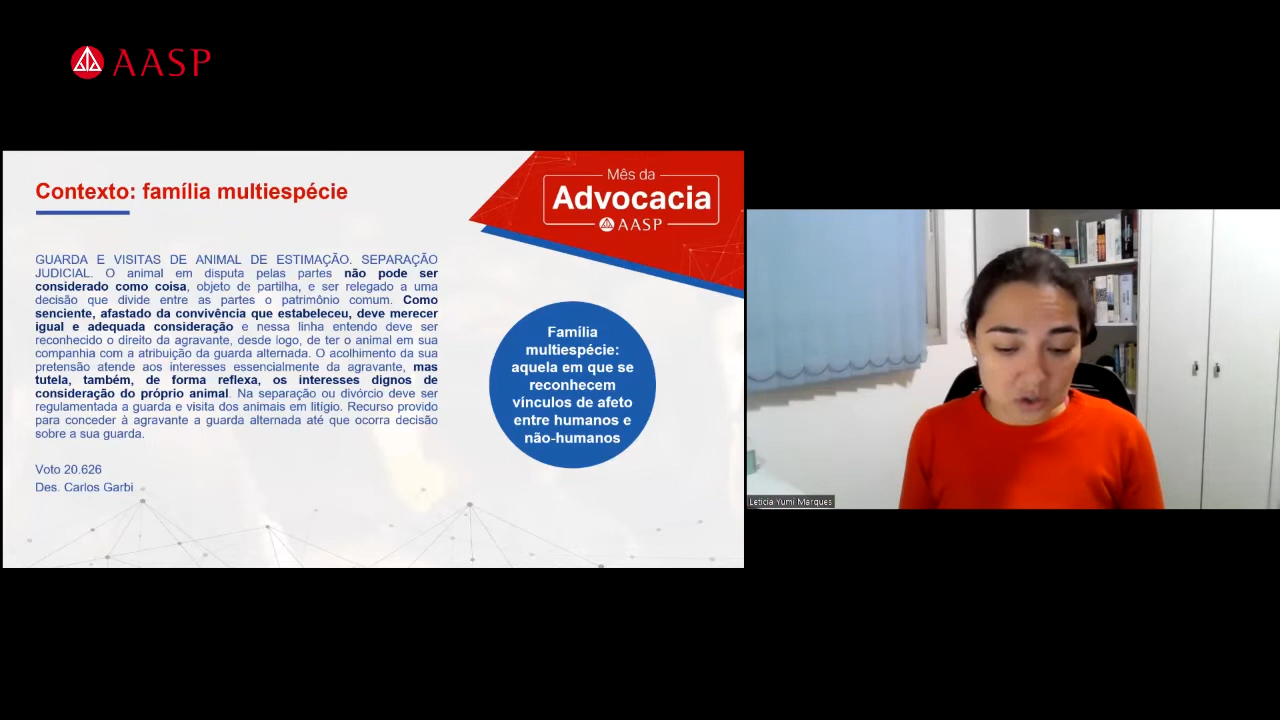 AASP
Contexto: família multiespécie
Mês da
Advocacia
AASP
GUARDA E VISITAS DE ANIMAL DE ESTIMAÇÃO. SEPARAÇÃO
JUDICIAL. O animal em disputa pelas partes não pode ser
considerado como coisa, objeto de partilha, e ser relegado a uma
decisão que divide entre as partes o patrimônio comum. Como
senciente, afastado da convivência que estabeleceu, deve merecer
igual e adequada consideração e nessa linha entendo deve ser
reconhecido o direito da agravante, desde logo, de ter o animal em sua
companhia com a atribuição da guarda alternada. O acolhimento da sua
pretensão atende aos interesses essencialmente da agravante, mas
tutela, também, de forma reflexa, os interesses dignos de
consideração do próprio animal. Na separação ou divórcio deve ser
regulamentada a guarda e visita dos animais em litígio. Recurso provido
para conceder à agravante a guarda alternada até que ocorra decisão
sobre a sua guarda.
Voto 20.626
Des. Carlos Garbi
Família
multiespécie:
aquela em que se
reconhecem
vínculos de afeto
entre humanos e
não-humanos
Leticia Yumi Marques